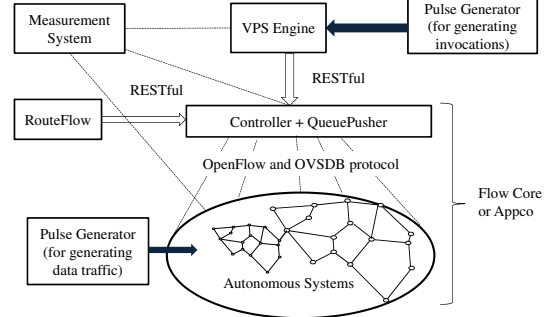 Measurement
System
VPS Engine
Pulse Generator
(for generating
invocations)
RESTful
RESTful
RouteFlow
Controller + QueuePusher
OpenFlow and OVSDB protocol
Flow Core
or Appco
Pulse Generator
(for generating
data traffic)
Autonomous Systems